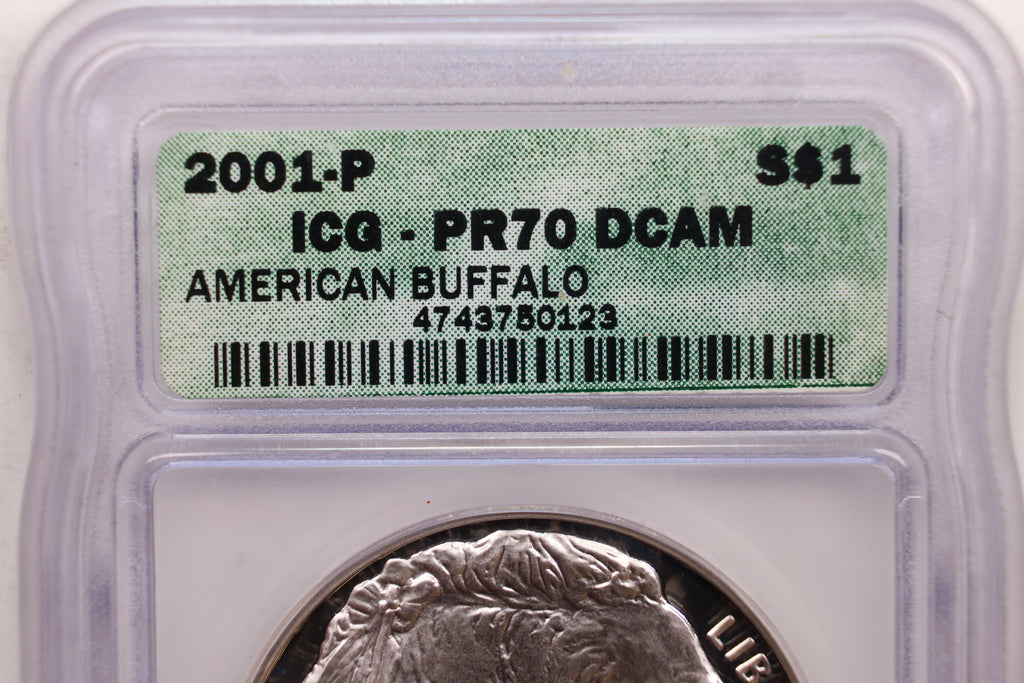 2001-P S$1
ICG - PR70 DCAM
AMERICAN BUFFALO
4743750123
LIB